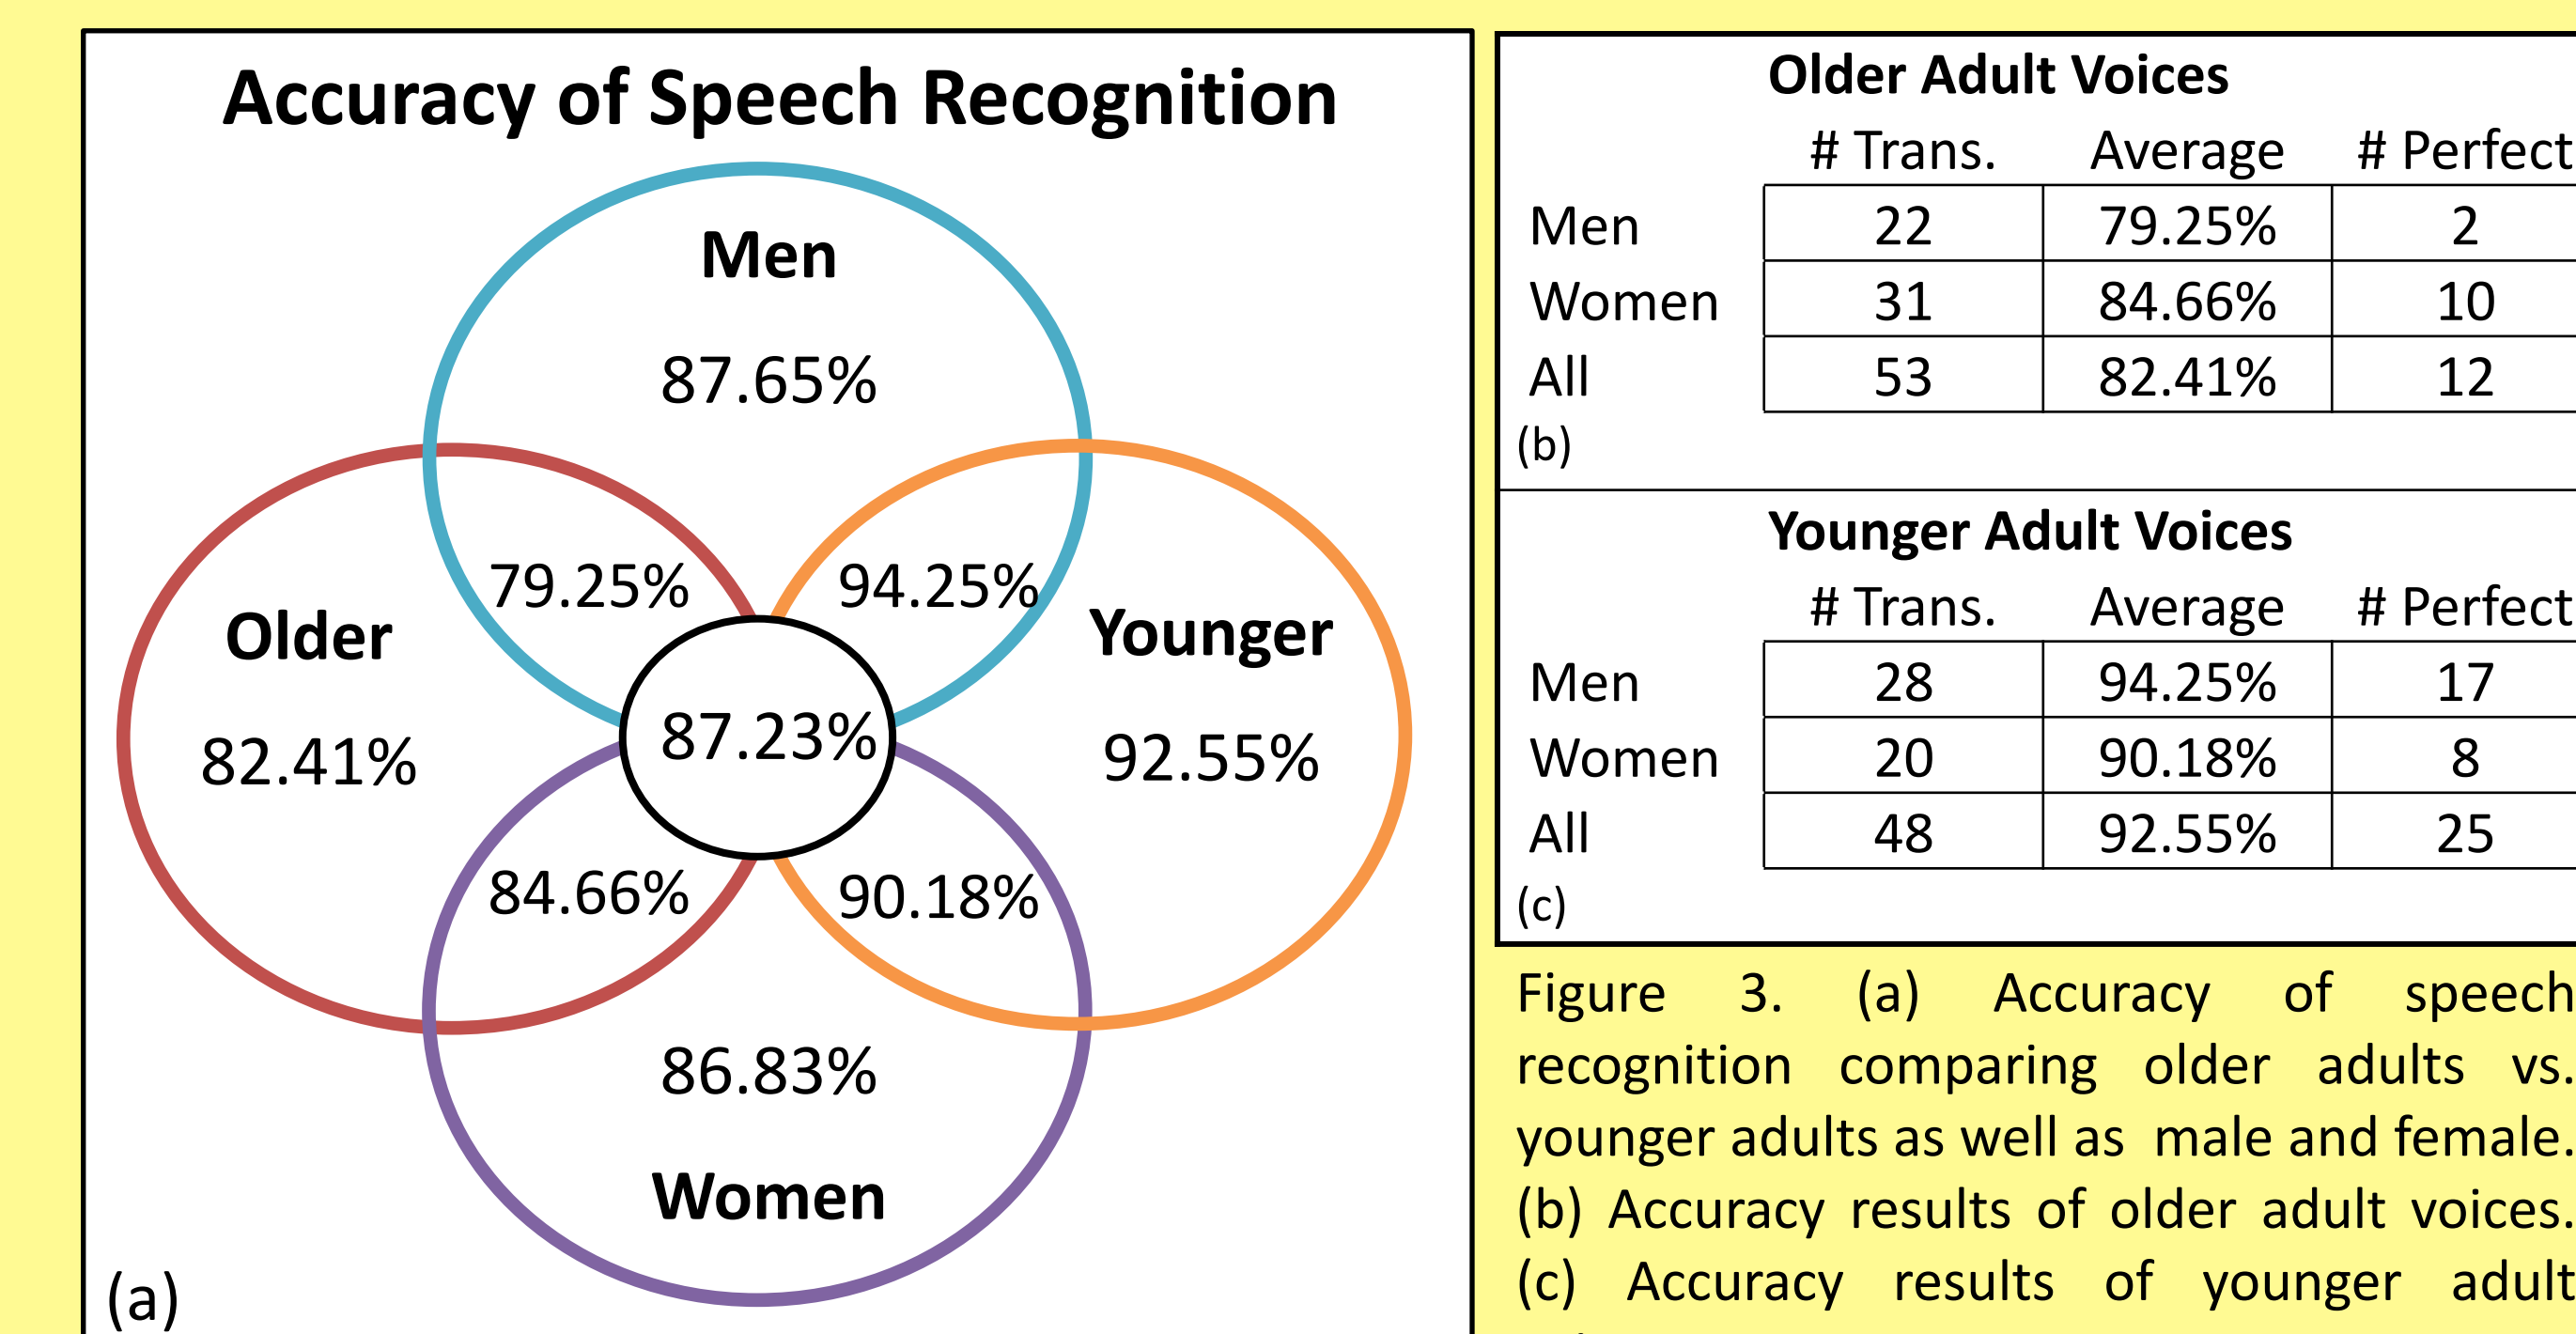 Accuracy of Speech Recognition
Men
87.65%
79.25% 94.25%
Older Younger
87.23%
82.41% 92.55%
84.66% 90.18%
86.83%
Women
(a)
Older Adult Voices
# Trans. Average # Perfect
Men 22 79.25% 2
Women 31 84.66% 10
All 53 82.41% 12
(b)
Younger Adult Voices
# Trans. Average # Perfect
Men 28 94.25% 17
Women 20 90.18% 8
All 48 92.55% 25
(c)
Figure 3. (a) Accuracy of speech
recognition comparing older adults vs.
younger adults as well as male and female.
(b) Accuracy results of older adult voices.
(c) Accuracy results of younger adult